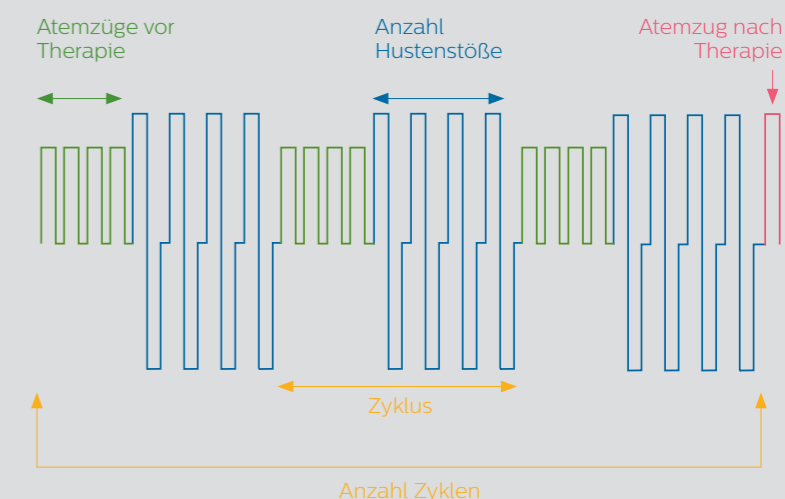 Atemzüge vor
Therapie
Anzahl
Hustenstöße
Atemzug nach
Therapie
Zyklus
Anzahl Zyklen